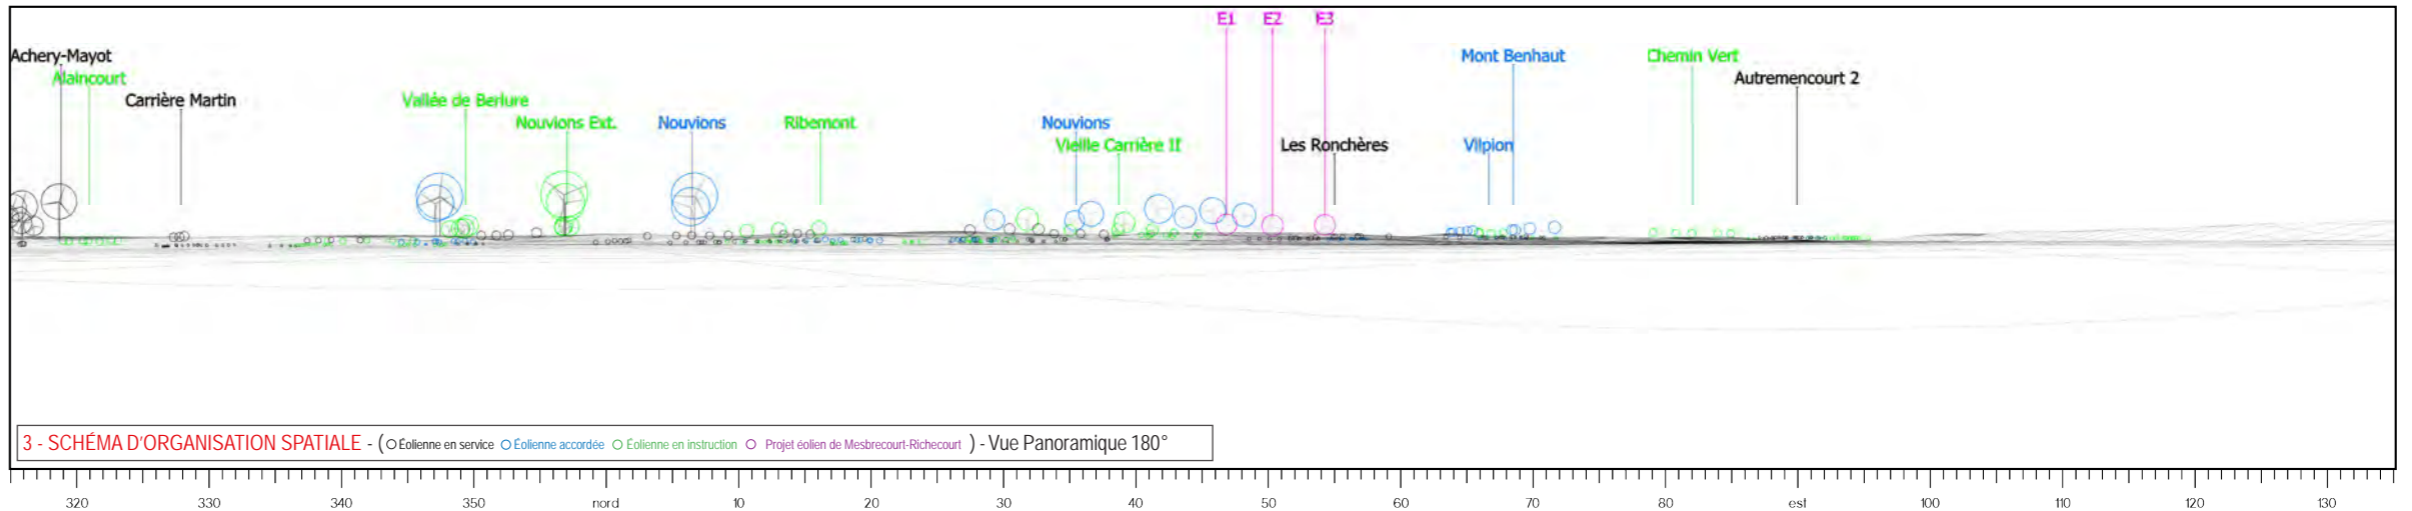 E1 E2 E3
Achery-Mayot Mont Benhaut Chemin Vert
Alaincourt Autremencourt 2
Carrière Martin Vallée de Berlure
Nouvions Ext. Nouvions Ribemont Nouvions
Vieille Carrière II Les Ronchères Vilpion
3 - SCHÉMA D'ORGANISATION SPATIALE - ( Éolienne en service Éolienne accordée Éolienne en instruction Projet éolien de Mesbrecourt-Richecourt ) - Vue Panoramique 180°
320 330 340 350 nord 10 20 30 40 50 60 70 80 est 100 110 120 130